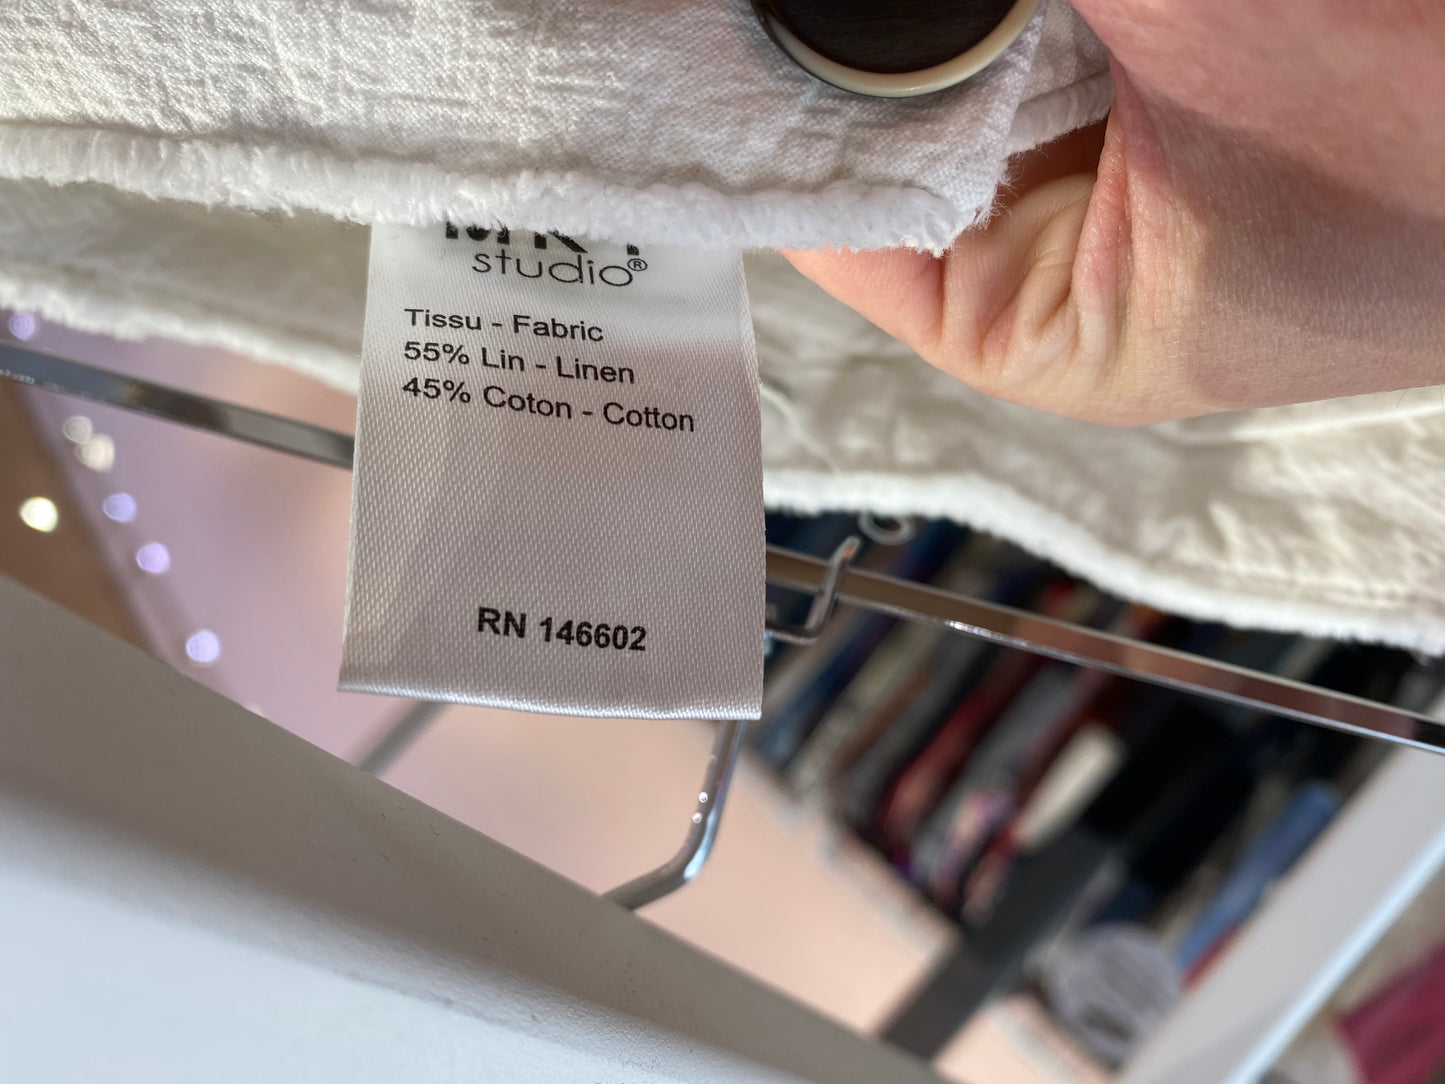 studio®
Tissu - Fabric
55% Lin - Linen
45% Coton - Cotton
RN 146602